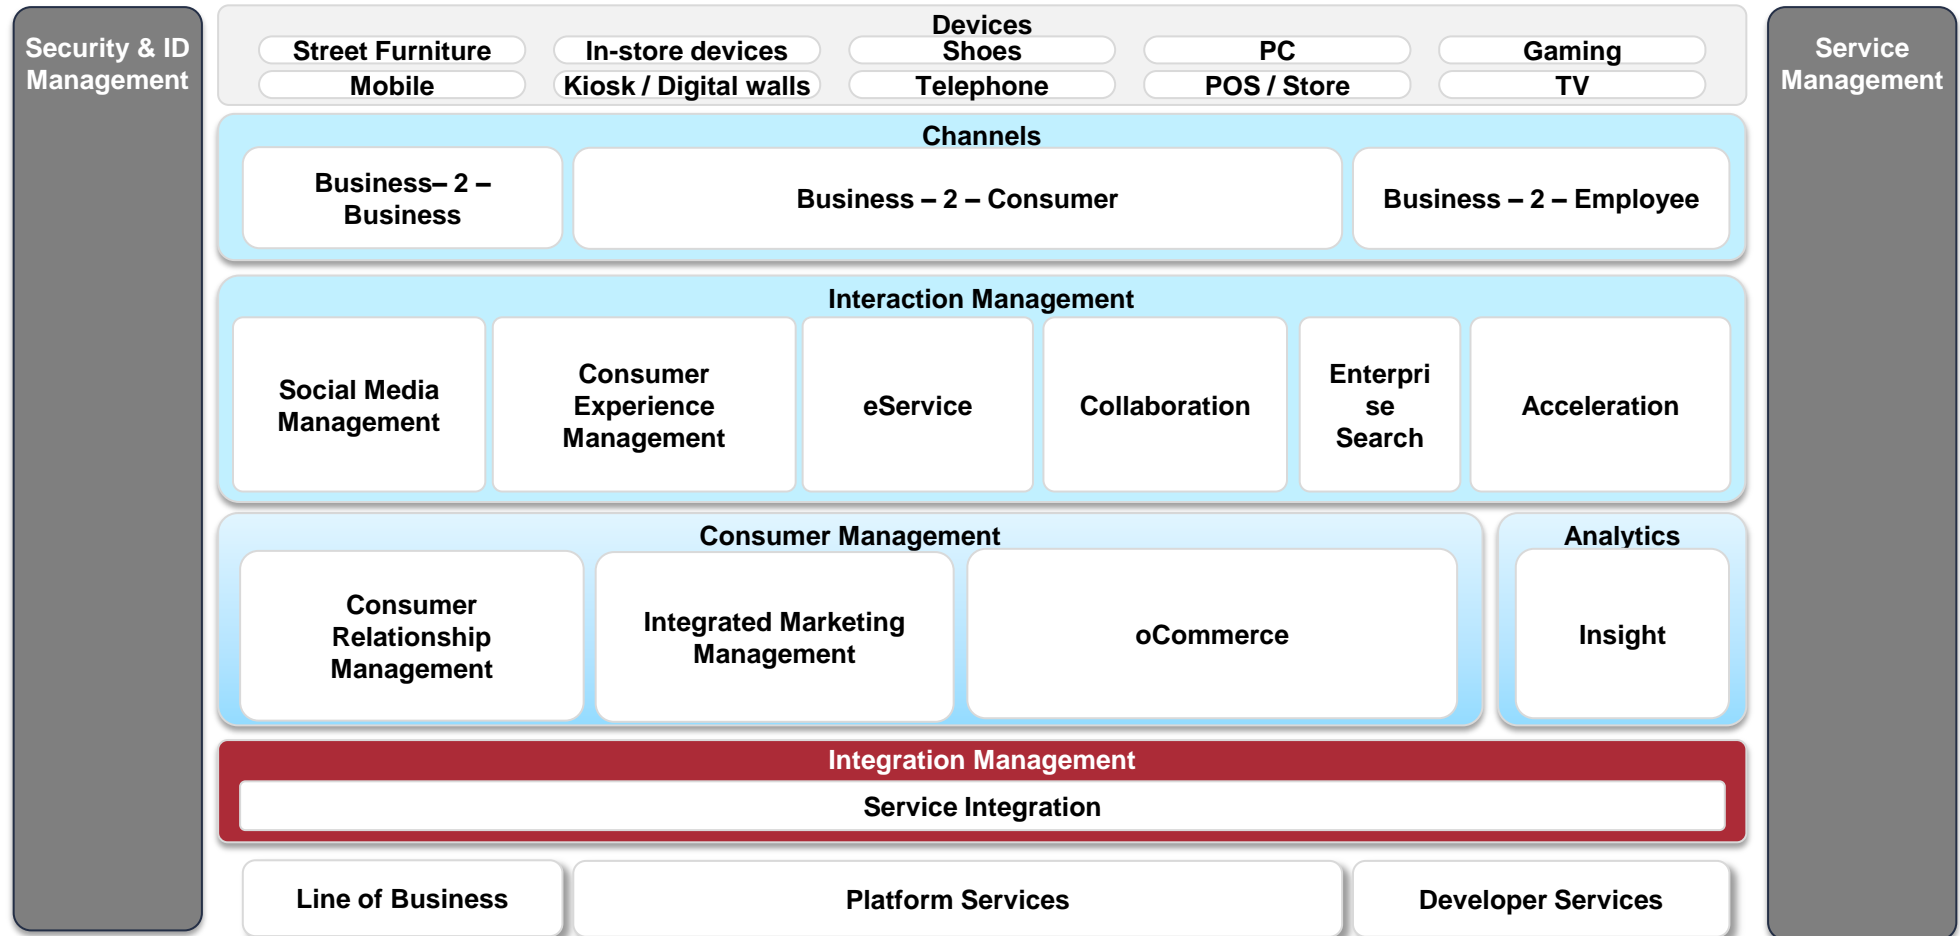 Security & ID
Management
Devices
Street Furniture
In-store devices
Shoes
PC
Gaming
Mobile
Kiosk / Digital walls
Telephone
POS / Store
TV
Service
Management
Channels
Business– 2 –
Business
Business – 2 – Consumer
Business – 2 – Employee
Interaction Management
Social Media
Management
Consumer
Experience
Management
eService
Collaboration
Enterpri
se
Search
Acceleration
Consumer Management
Consumer
Relationship
Management
Integrated Marketing
Management
oCommerce
Analytics
Insight
Integration Management
Service Integration
Line of Business
Platform Services
Developer Services